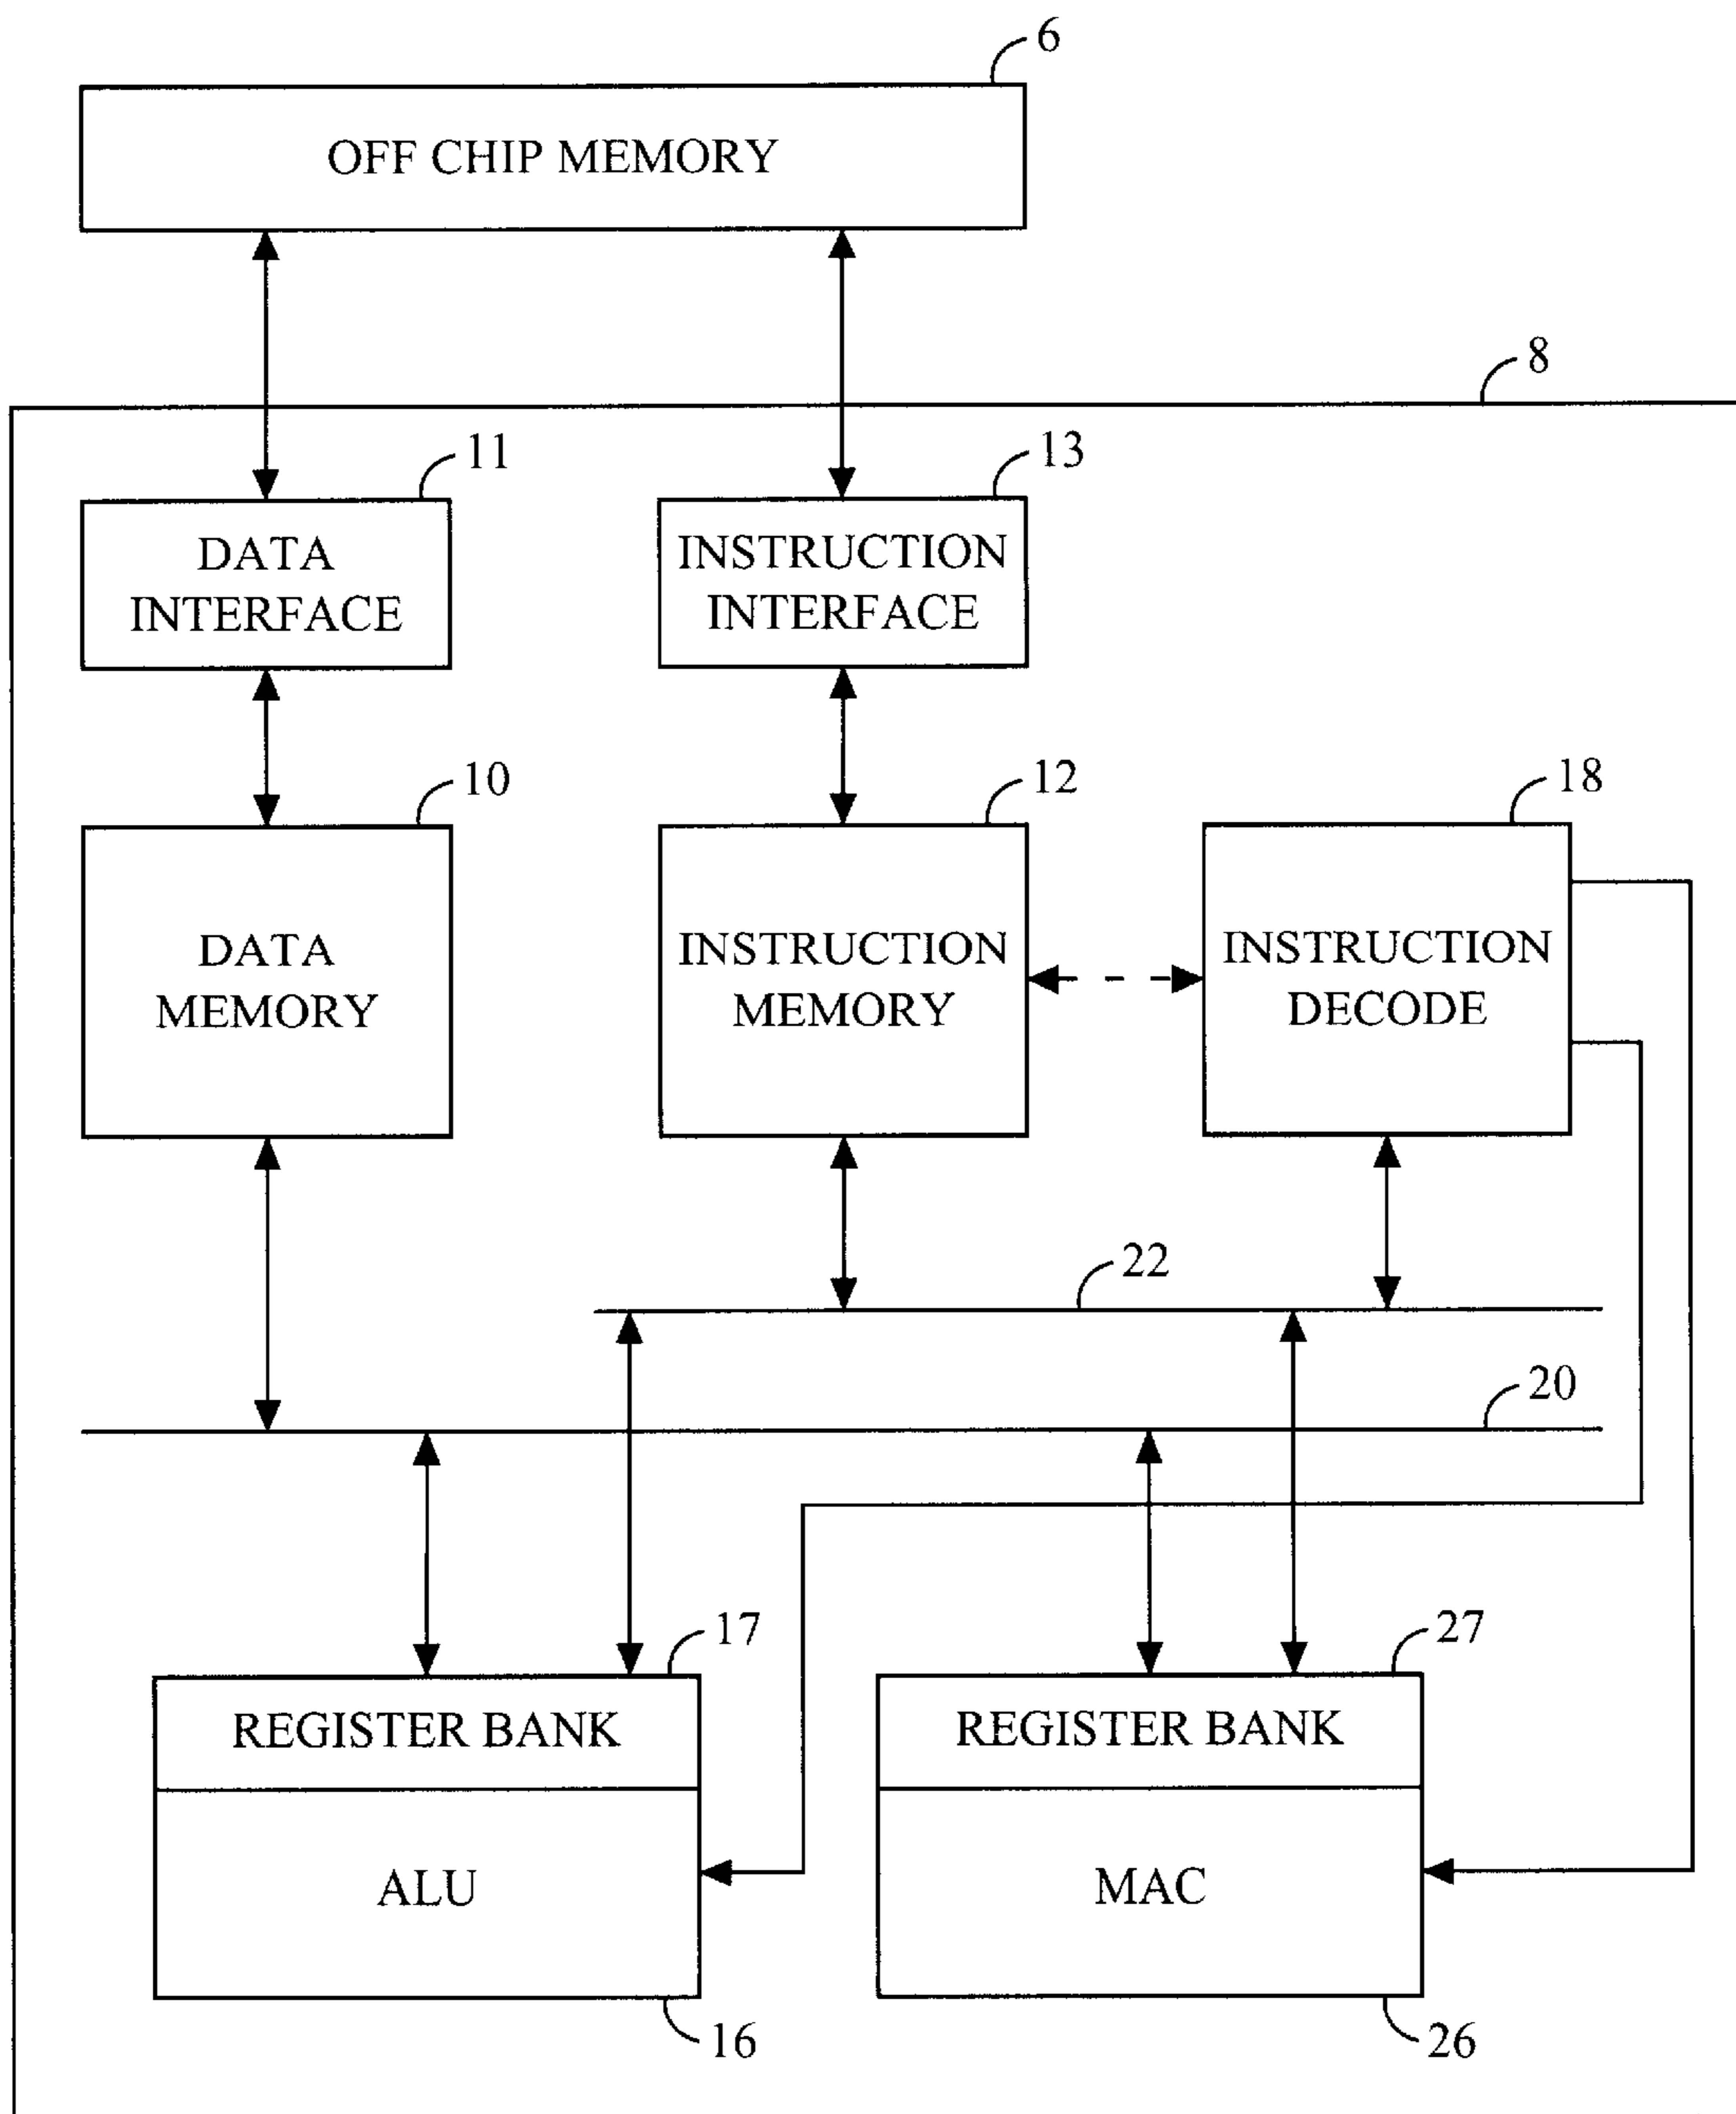 6
OFF CHIP MEMORY
8
11
13
DATA
INTERFACE
INSTRUCTION
INTERFACE
10
12
18
DATA
MEMORY
INSTRUCTION
MEMORY
INSTRUCTION
DECODE
22
20
17
27
REGISTER BANK
REGISTER BANK
ALU
MAC
16
26